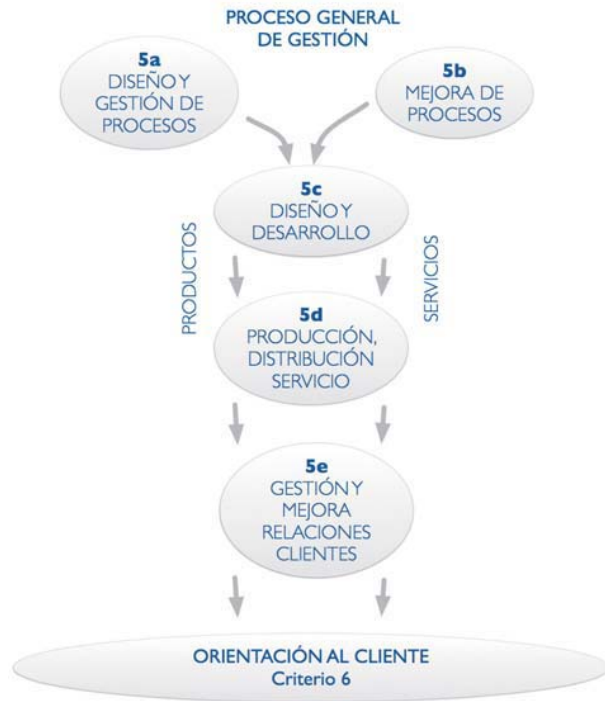 PROCESO GENERAL
DE GESTIÓN
5a
DISEÑO Y
GESTIÓN DE
PROCESOS
5b
MEJORA DE
PROCESOS
5c
DISEÑO Y
DESARROLLO
PRODUCTOS
SERVICIOS
5d
PRODUCCIÓN,
DISTRIBUCIÓN
SERVICIO
5e
GESTIÓN Y
MEJORA
RELACIONES
CLIENTES
ORIENTACIÓN AL CLIENTE
Criterio 6